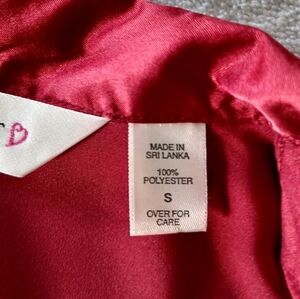 MADE IN
SRI LANKA
100%
POLYESTER
S
OVER FOR
CARE